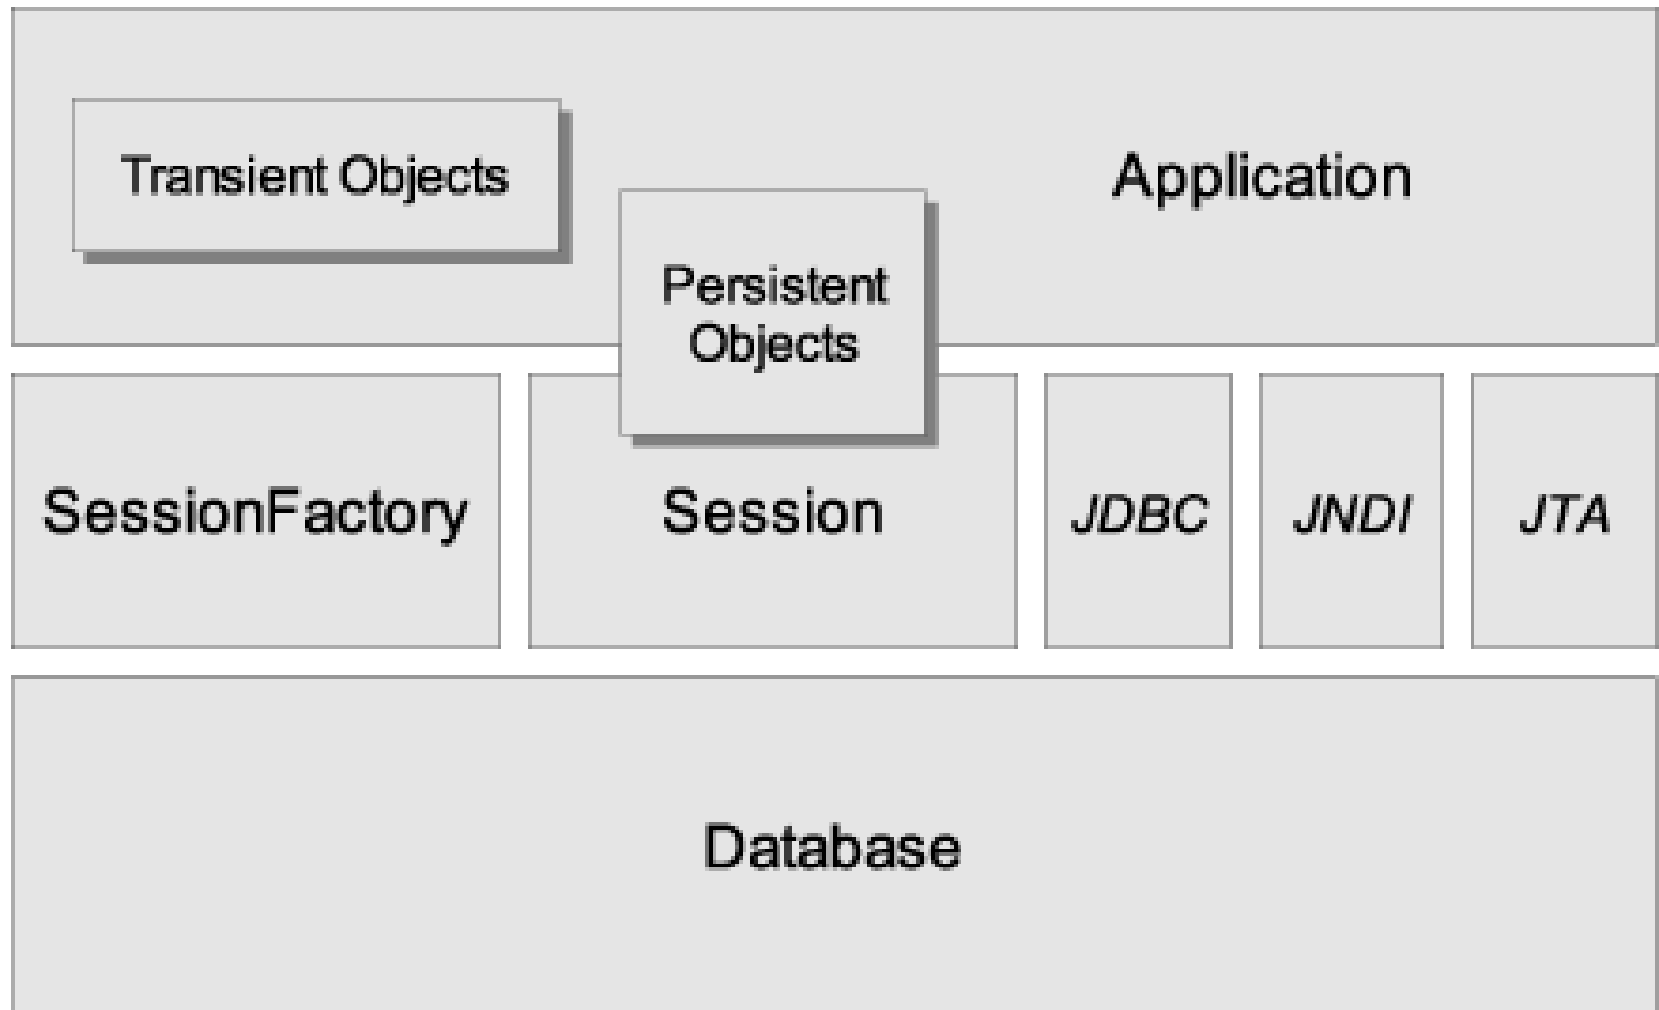 Transient Objects
Application
Persistent
Objects
SessionFactory
Session
JDBC
JNDI
JTA
Database